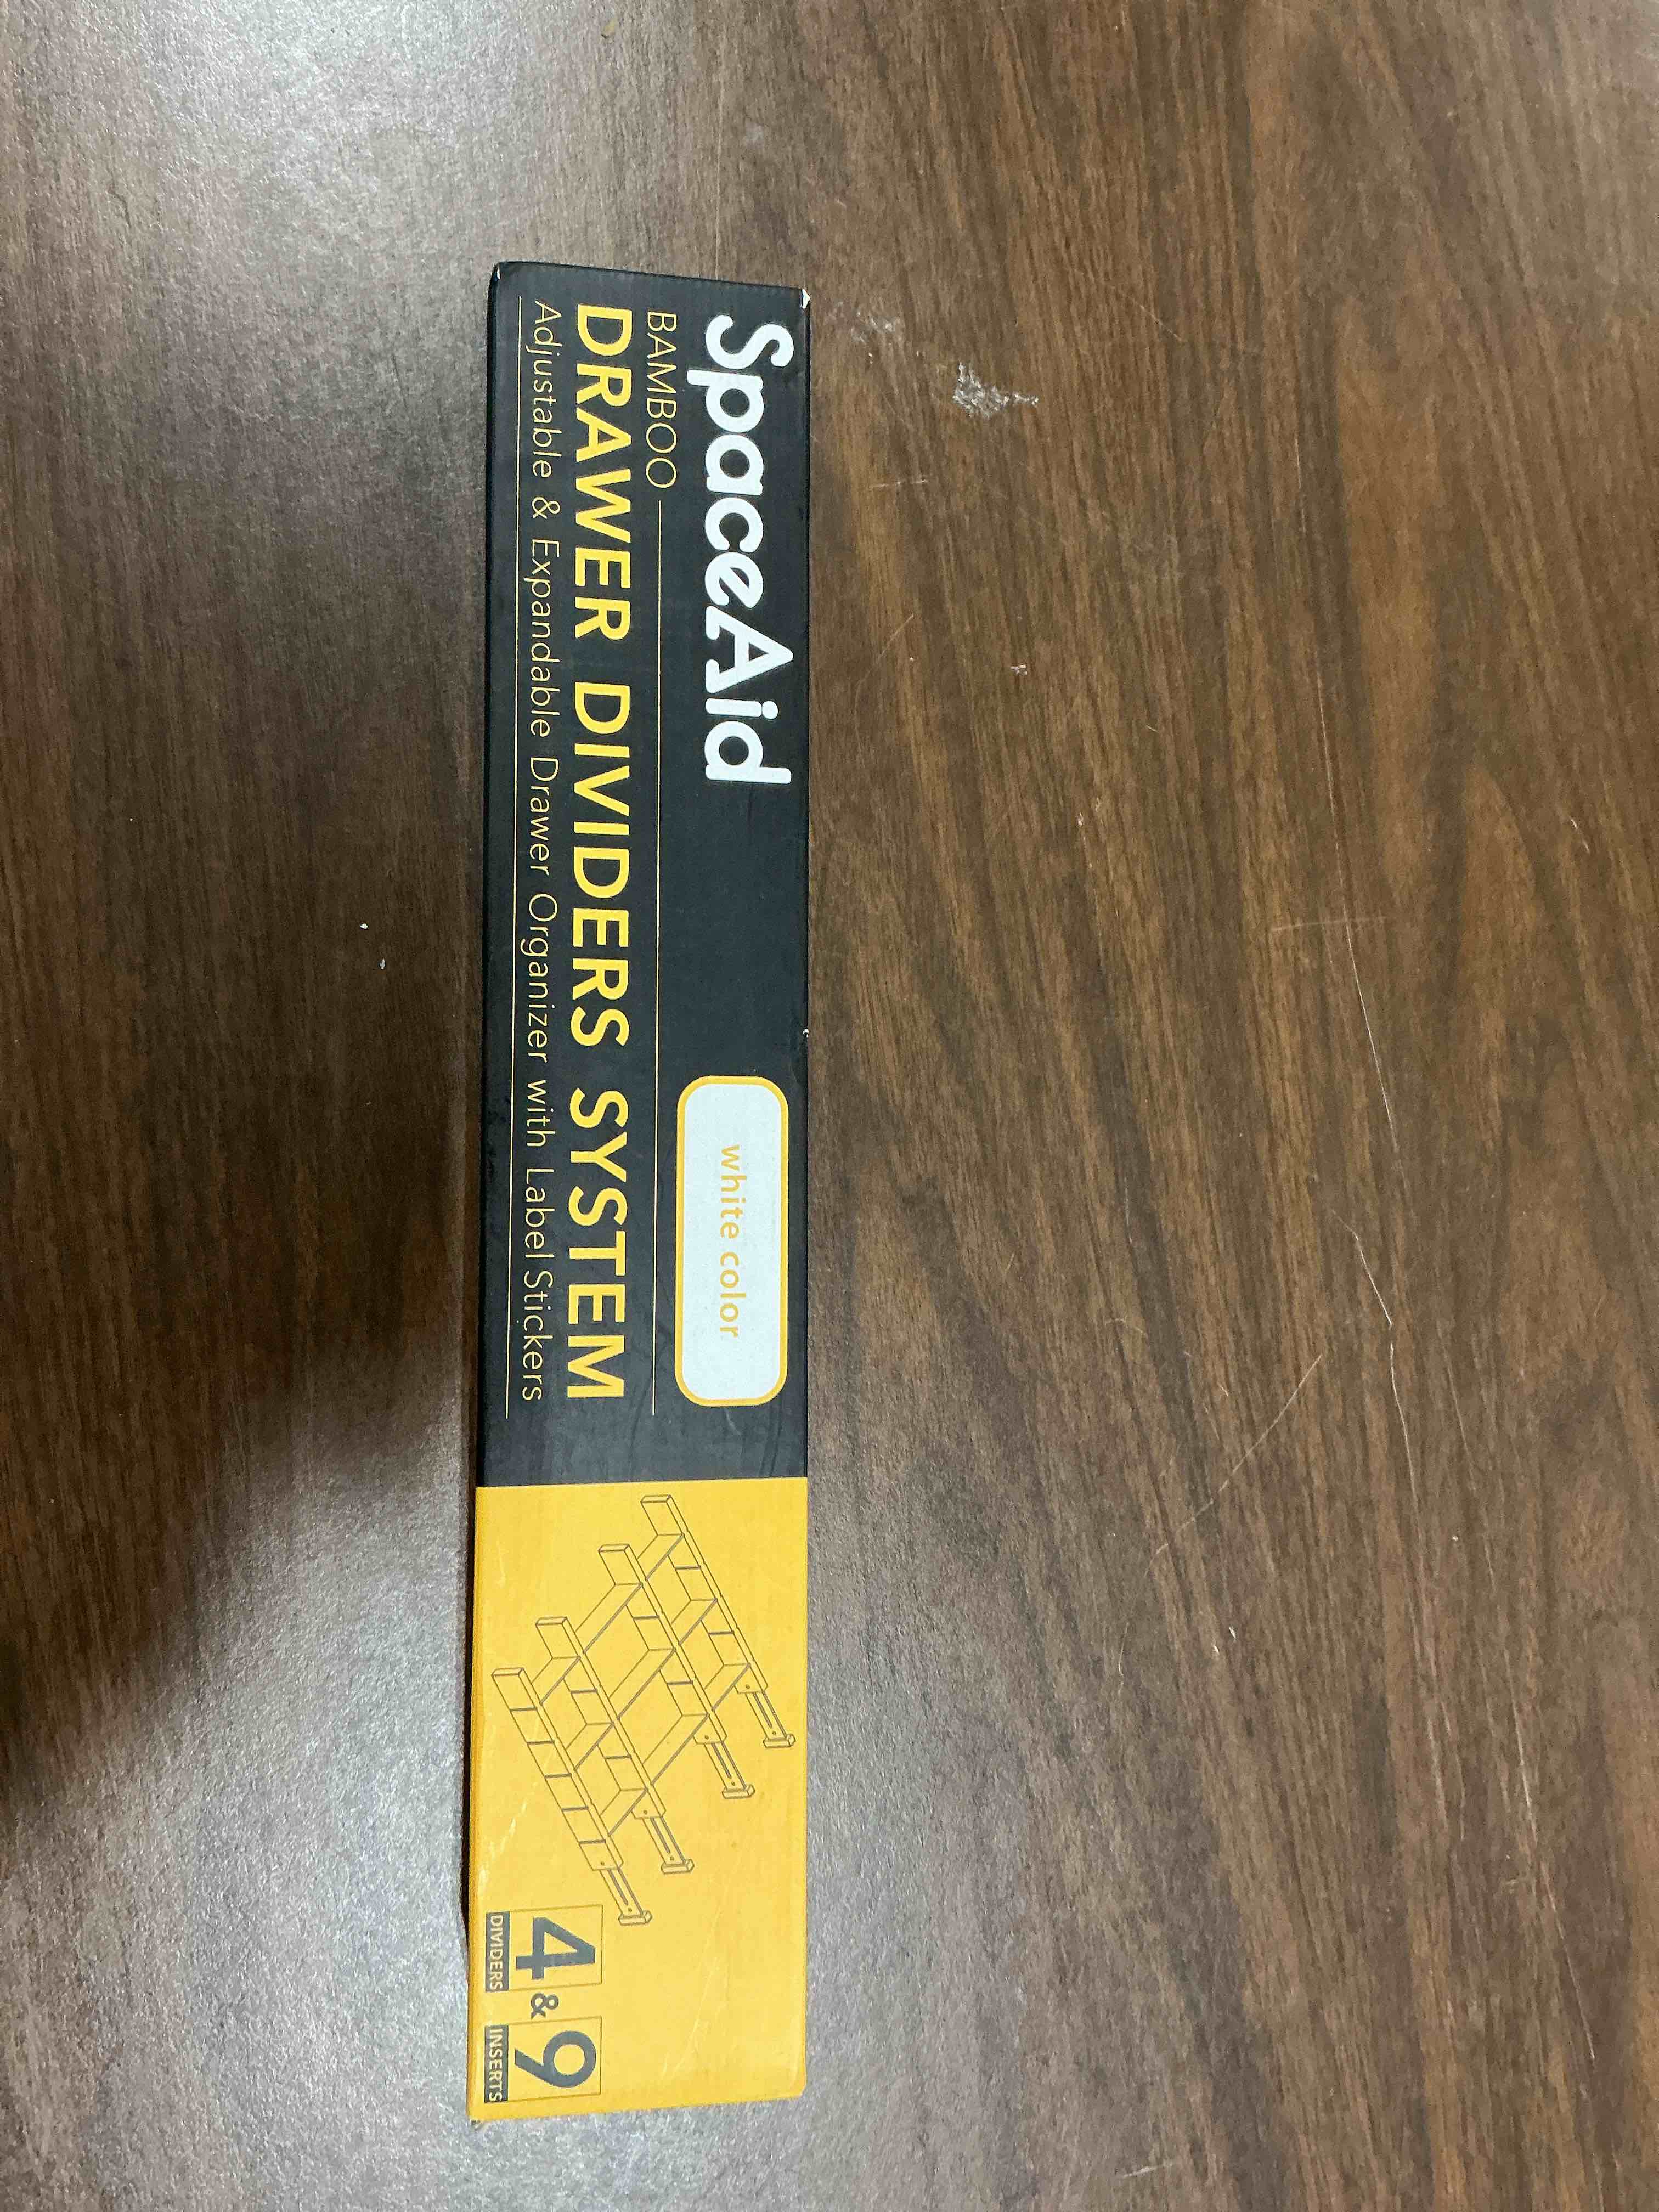 SpaceAid
white color
BAMBOO
DRAWER DIVIDERS SYSTEM
Adjustable & Expandable Drawer Organizer with Label Stickers
4 & 9
DIVIDERS INSERTS